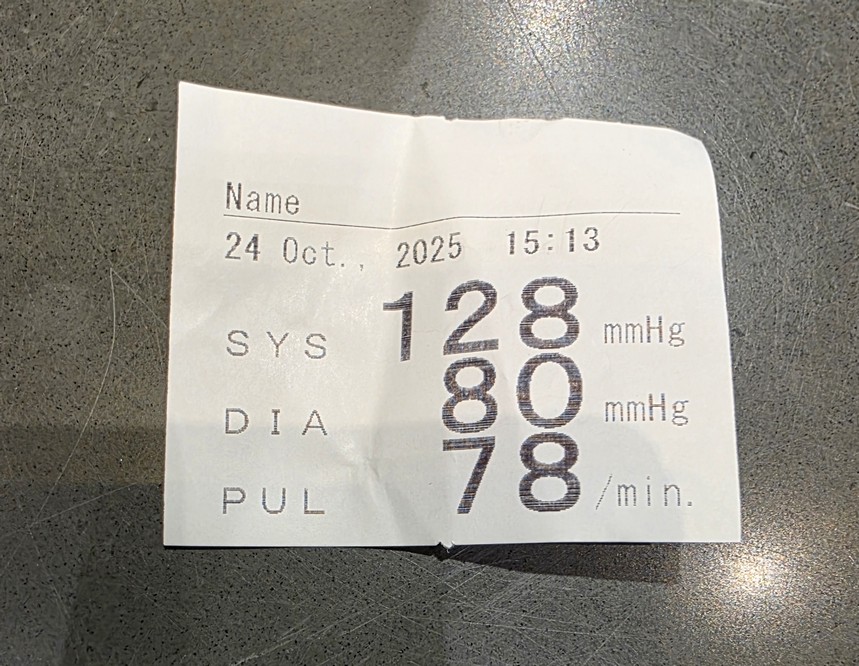 Name
24 Oct., 2025 15:13
SYS 128 mmHg
DIA 80 mmHg
PUL 78 /min.